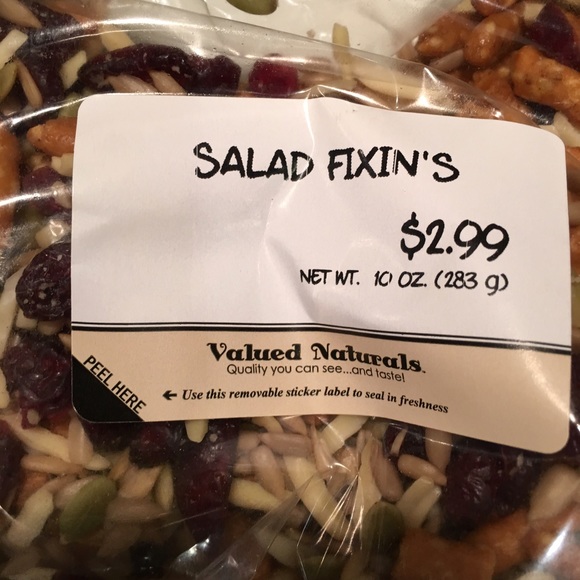 SALAD FIXIN'S
$2.99
NET WT. 10 OZ. (283 g)
Valued Naturals.
Quality you can see...and taste!
PEEL HERE
← Use this removable sticker label to seal in freshness